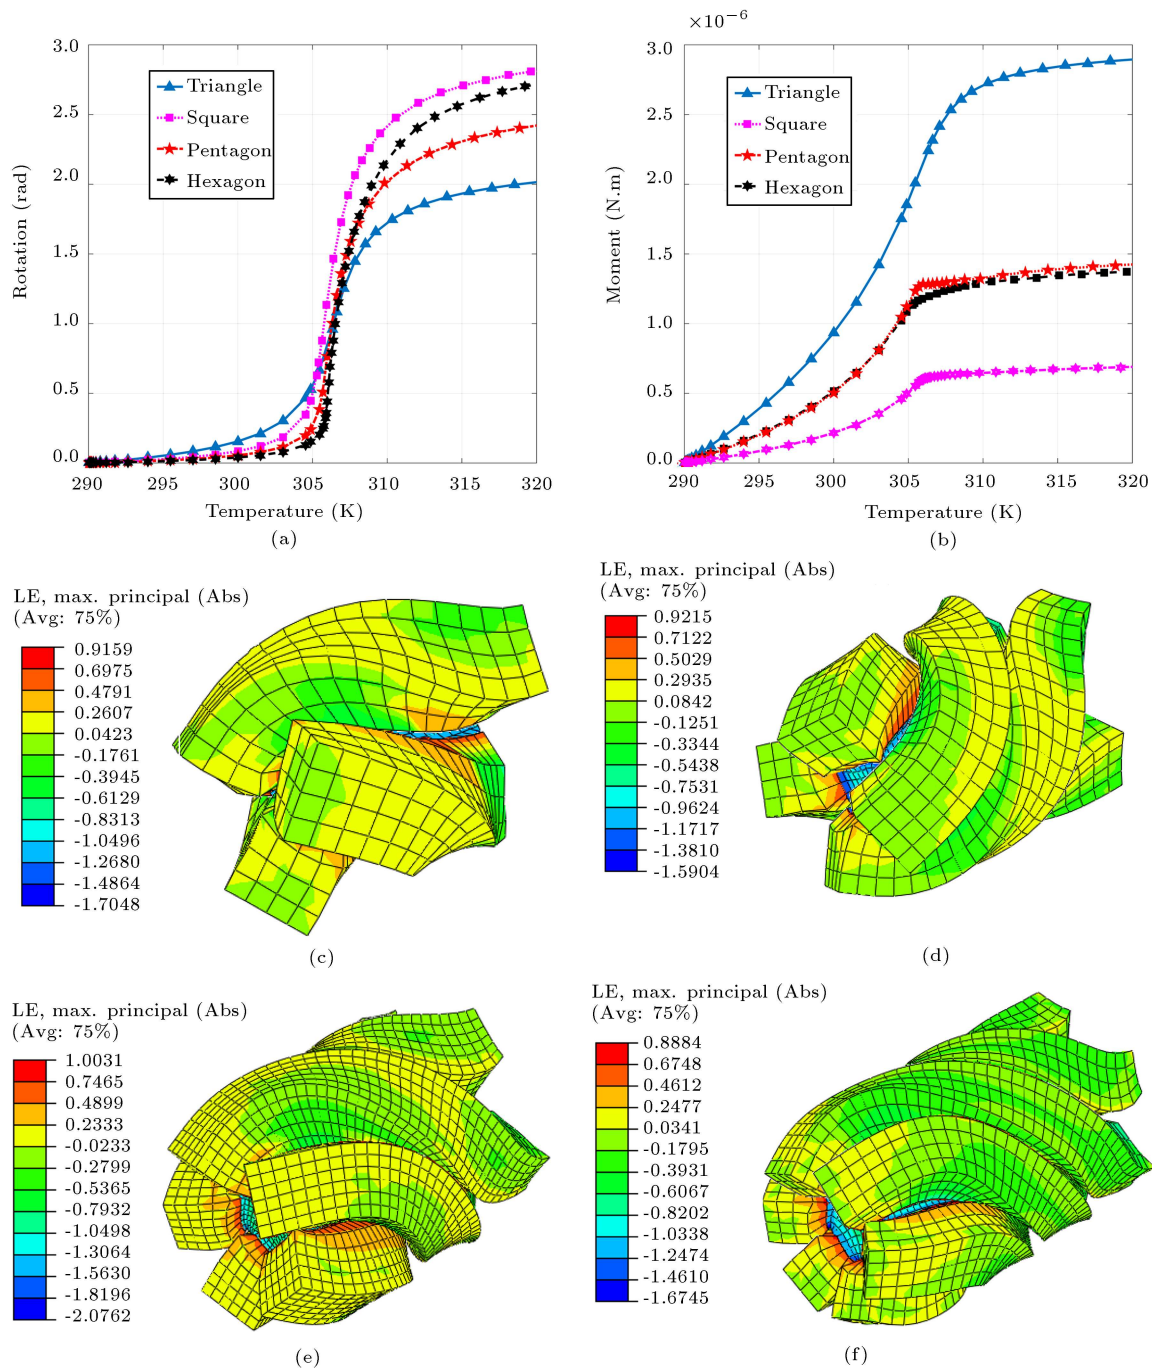 3.0
2.5
2.0
1.5
1.0
0.5
0.0
Rotation (rad)
Triangle
Square
Pentagon
Hexagon
290 295 300 305 310 315 320
Temperature (K)
(a)
×10−6
3.0
2.5
2.0
1.5
1.0
0.5
0.0
Moment (N.m)
Triangle
Square
Pentagon
Hexagon
290 295 300 305 310 315 320
Temperature (K)
(b)
LE, max. principal (Abs)
(Avg: 75%)
0.9159
0.6975
0.4791
0.2607
0.0423
-0.1761
-0.3945
-0.6129
-0.8313
-1.0496
-1.2680
-1.4864
-1.7048
(c)
LE, max. principal (Abs)
(Avg: 75%)
0.9215
0.7122
0.5029
0.2935
0.0842
-0.1251
-0.3344
-0.5438
-0.7531
-0.9624
-1.1717
-1.3810
-1.5904
(d)
LE, max. principal (Abs)
(Avg: 75%)
1.0031
0.7465
0.4899
0.2333
-0.0233
-0.2799
-0.5365
-0.7932
-1.0498
-1.3064
-1.5630
-1.8196
-2.0762
(e)
LE, max. principal (Abs)
(Avg: 75%)
0.8884
0.6748
0.4612
0.2477
0.0341
-0.1795
-0.3931
-0.6067
-0.8202
-1.0338
-1.2474
-1.4610
-1.6745
(f)